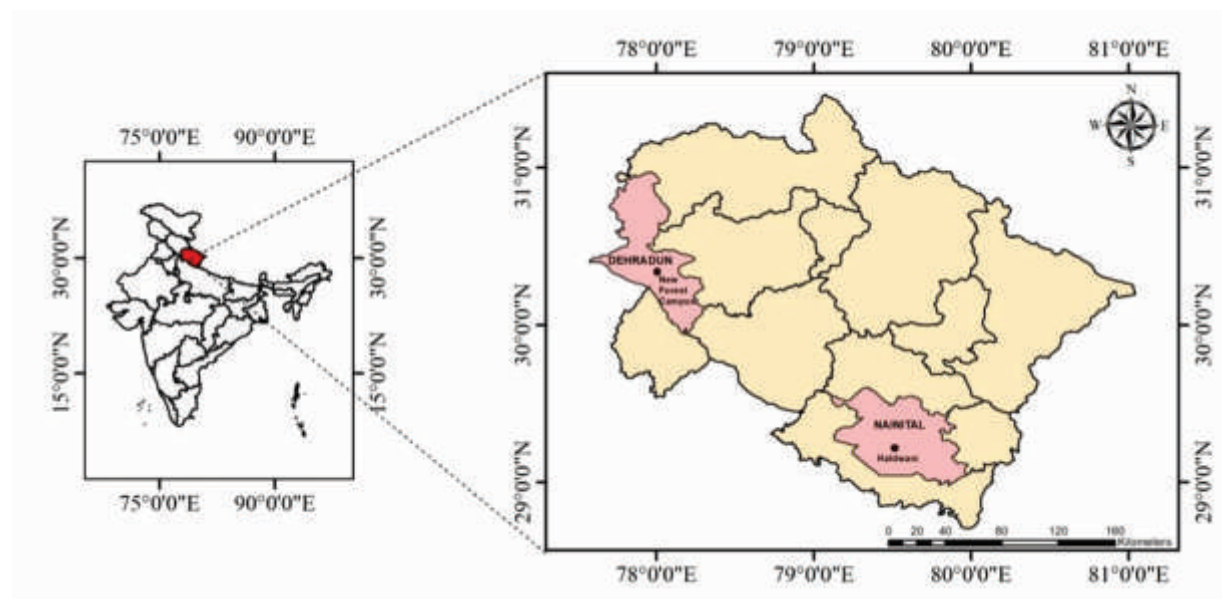 75°0'0"E 90°0'0"E
30°0'0"N
15°0'0"N
30°0'0"N
15°0'0"N
75°0'0"E 90°0'0"E
78°0'0"E 79°0'0"E 80°0'0"E 81°0'0"E
N
W E
S
31°0'0"N
30°0'0"N
29°0'0"N
31°0'0"N
30°0'0"N
29°0'0"N
DEHRADUN
New
Forest
Campus
NAINITAL
Haldwani
0 20 40 80 120 160
Kilometers
78°0'0"E 79°0'0"E 80°0'0"E 81°0'0"E